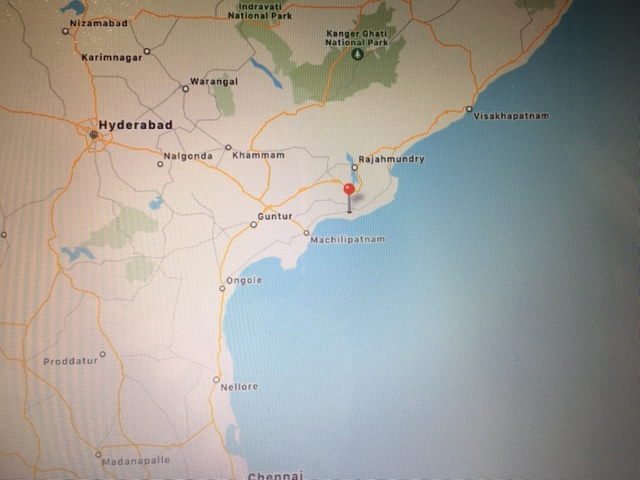 Indravati
National Park
Nizamabad
Kanger Ghati
National Park
Karimnagar
Warangal
Visakhapatnam
Hyderabad
Nalgonda
Khammam
Rajahmundry
Guntur
Machilipatnam
Ongole
Proddatur
Nellore
Madanapalle
Chennai